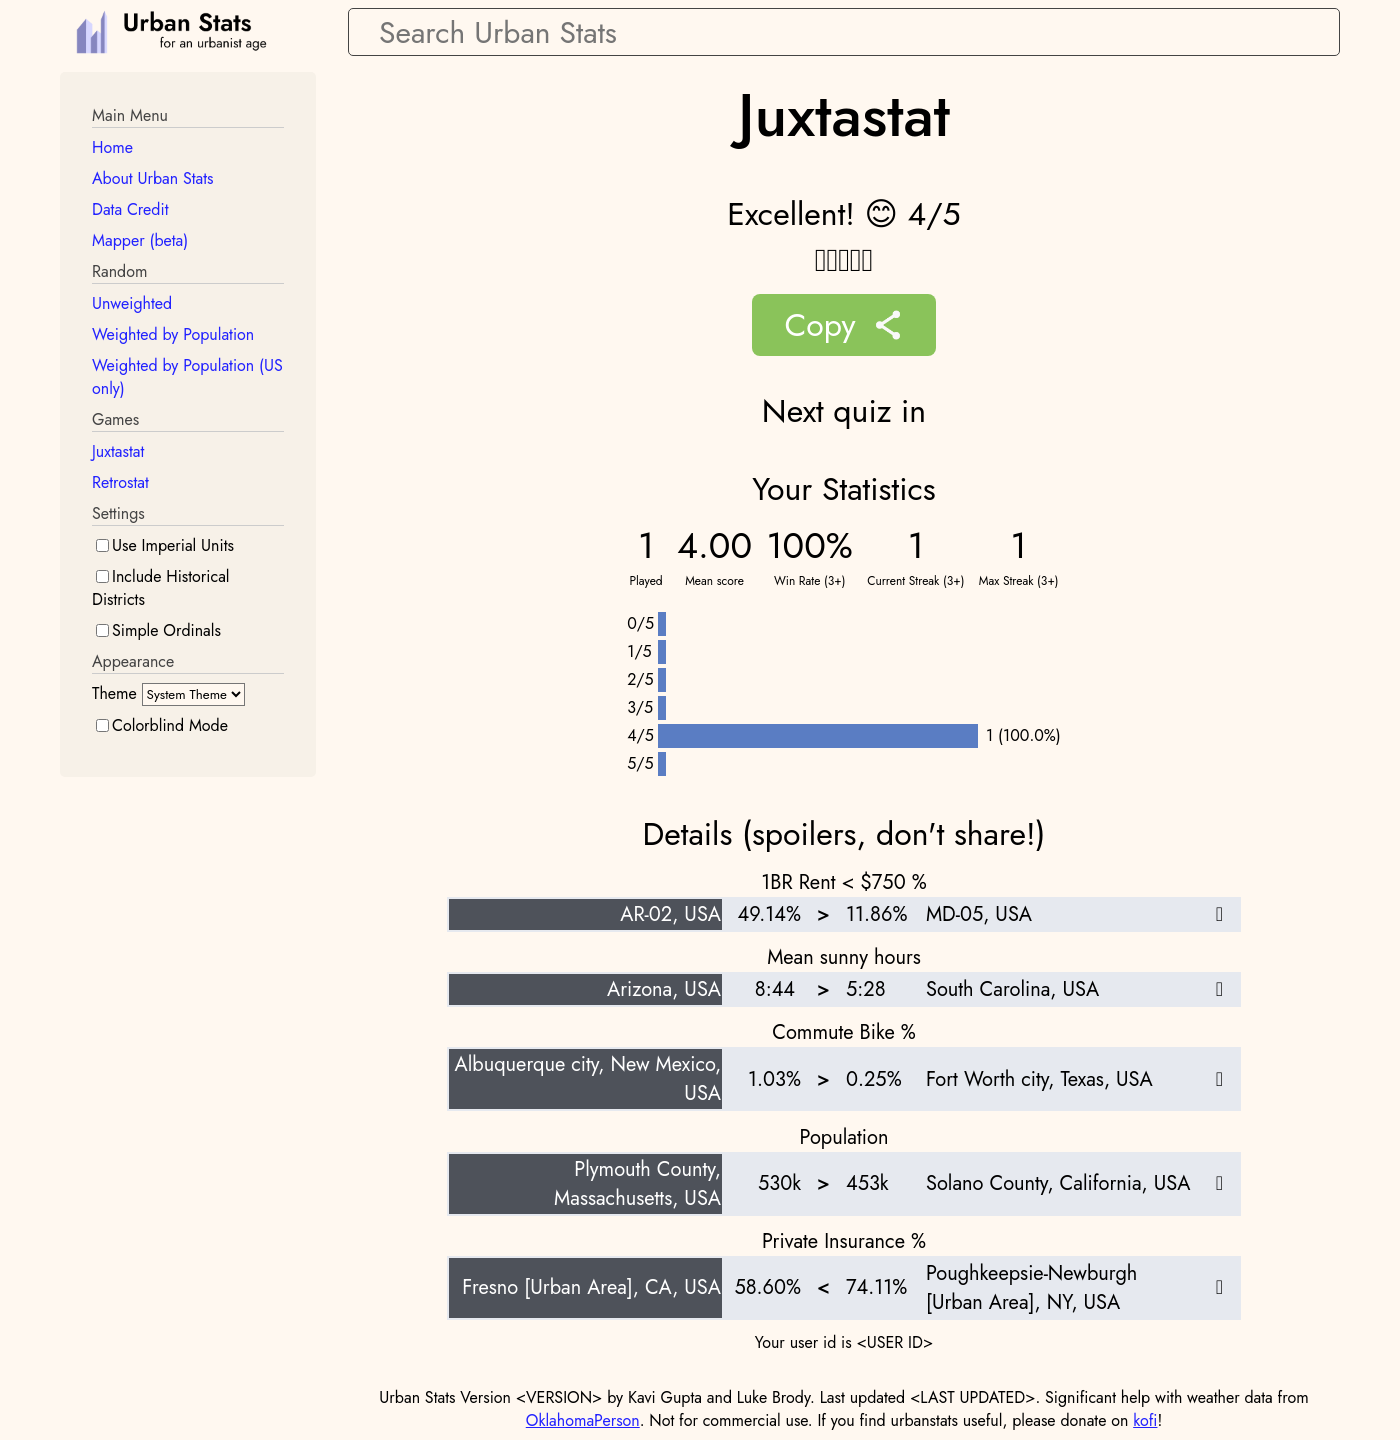 Urban Stats
for an urbanist age
Search Urban Stats
Main Menu
Home
About Urban Stats
Data Credit
Mapper (beta)
Random
Unweighted
Weighted by Population
Weighted by Population (US
only)
Games
Juxtastat
Retrostat
Settings
Use Imperial Units
Include Historical
Districts
Simple Ordinals
Appearance
Theme System Theme
Colorblind Mode
Juxtastat
Excellent! 😊 4/5
Copy
Next quiz in
Your Statistics
1 4.00 100% 1 1
Played Mean score Win Rate (3+) Current Streak (3+) Max Streak (3+)
0/5
1/5
2/5
3/5
4/5 1 (100.0%)
5/5
Details (spoilers, don't share!)
1BR Rent < $750 %
AR-02, USA 49.14% > 11.86% MD-05, USA
Mean sunny hours
Arizona, USA 8:44 > 5:28 South Carolina, USA
Commute Bike %
Albuquerque city, New Mexico,
USA 1.03% > 0.25% Fort Worth city, Texas, USA
Population
Plymouth County,
Massachusetts, USA 530k > 453k Solano County, California, USA
Private Insurance %
Fresno [Urban Area], CA, USA 58.60% < 74.11% Poughkeepsie-Newburgh
[Urban Area], NY, USA
Your user id is <USER ID>
Urban Stats Version <VERSION> by Kavi Gupta and Luke Brody. Last updated <LAST UPDATED>. Significant help with weather data from
OklahomaPerson. Not for commercial use. If you find urbanstats useful, please donate on kofi!